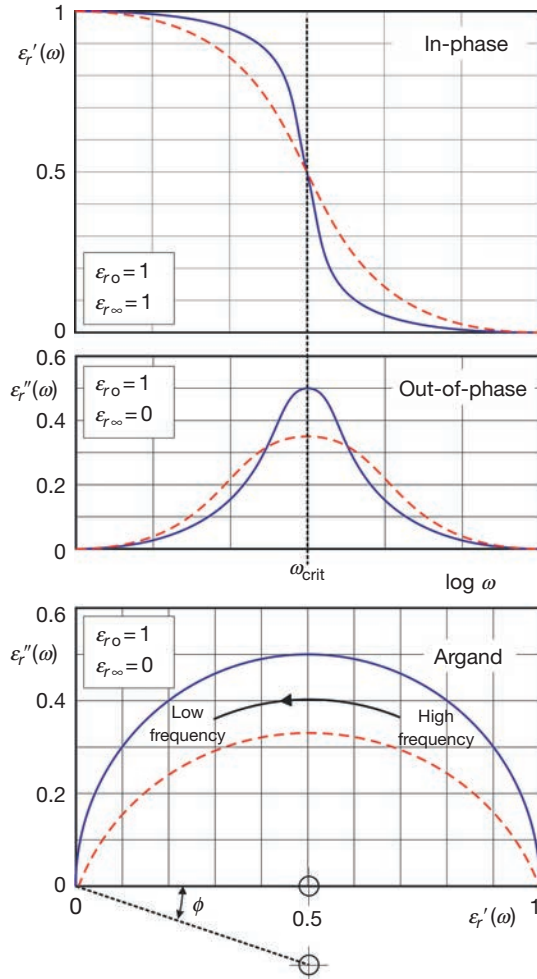 1
εr′(ω)
In-phase
0.5
εro = 1
εr∞ = 1
0
0.6
εr″(ω)
εro = 1
εr∞ = 0
Out-of-phase
0.4
0.2
0
ωcrit
log ω
0.6
εr″(ω)
εro = 1
εr∞ = 0
Argand
0.4
Low
frequency
High
frequency
0.2
0
0
ϕ
0.5
εr′(ω)
1